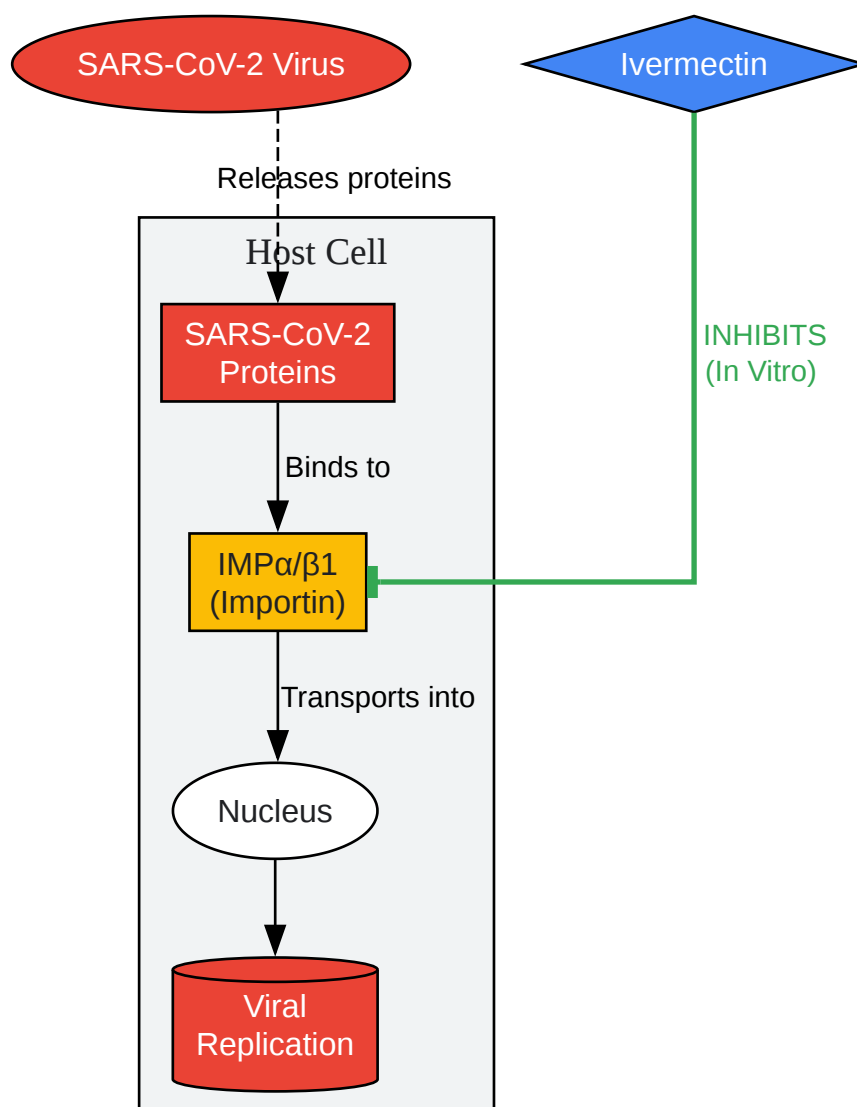 SARS-CoV-2 Virus
Ivermectin
Releases proteins
Host Cell
SARS-CoV-2
Proteins
INHIBITS
(In Vitro)
Binds to
IMPα/β1
(Importin)
Transports into
Nucleus
Viral
Replication